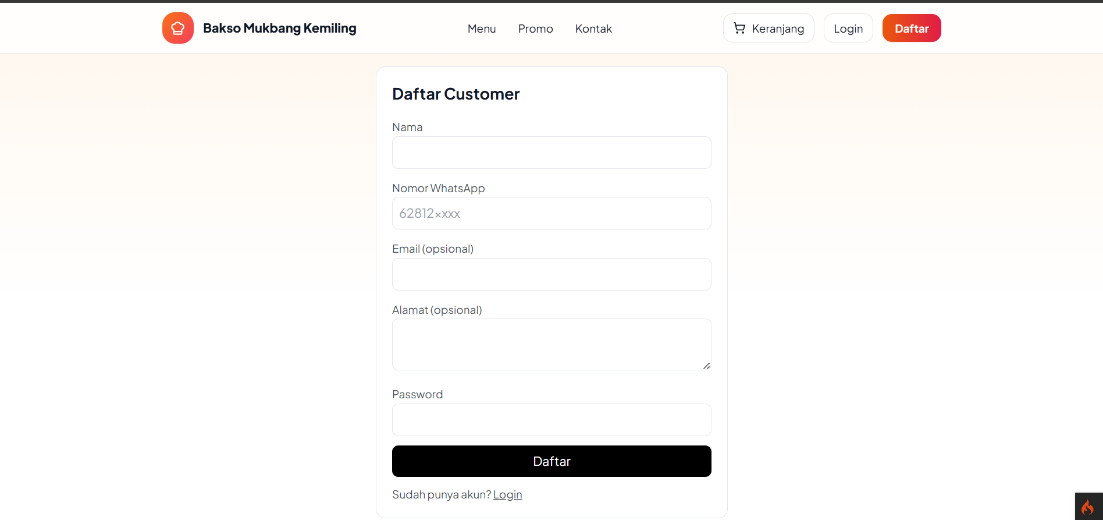 Bakso Mukbang Kemiling Menu Promo Kontak Keranjang Login Daftar
Daftar Customer
Nama
Nomor WhatsApp
62812xxxx
Email (opsional)
Alamat (opsional)
Password
Daftar
Sudah punya akun? Login